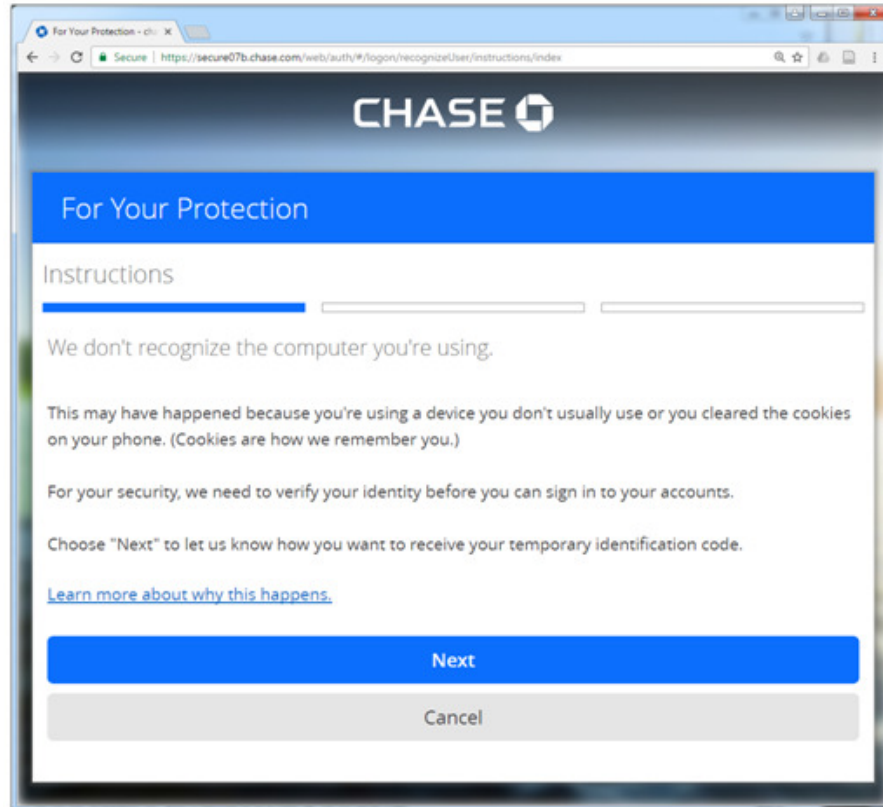 For Your Protection - ch
Secure | https://secure07b.chase.com/web/auth/#/logon/recognizeUser/instructions/index
CHASE
For Your Protection
Instructions
We don't recognize the computer you're using.
This may have happened because you're using a device you don't usually use or you cleared the cookies
on your phone. (Cookies are how we remember you.)
For your security, we need to verify your identity before you can sign in to your accounts.
Choose "Next" to let us know how you want to receive your temporary identification code.
Learn more about why this happens.
Next
Cancel